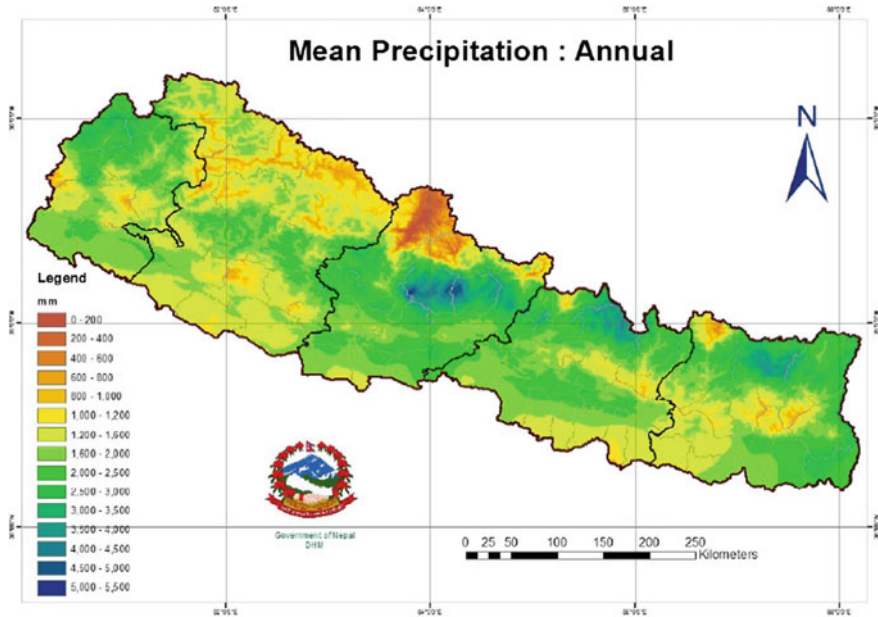 Mean Precipitation : Annual
N
Legend
mm
0 - 200
200 - 400
400 - 600
600 - 800
800 - 1,000
1,000 - 1,200
1,200 - 1,600
1,600 - 2,000
2,000 - 2,500
2,500 - 3,000
3,000 - 3,500
3,500 - 4,000
4,000 - 4,500
4,500 - 5,000
5,000 - 5,500
Government of Nepal
DHM
0 25 50 100 150 200 250
Kilometers